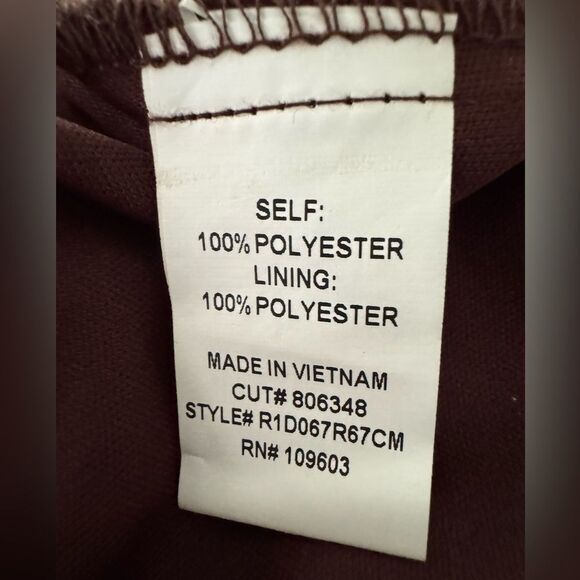 SELF:
100% POLYESTER
LINING:
100% POLYESTER
MADE IN VIETNAM
CUT# 806348
STYLE# R1D067R67CM
RN# 109603